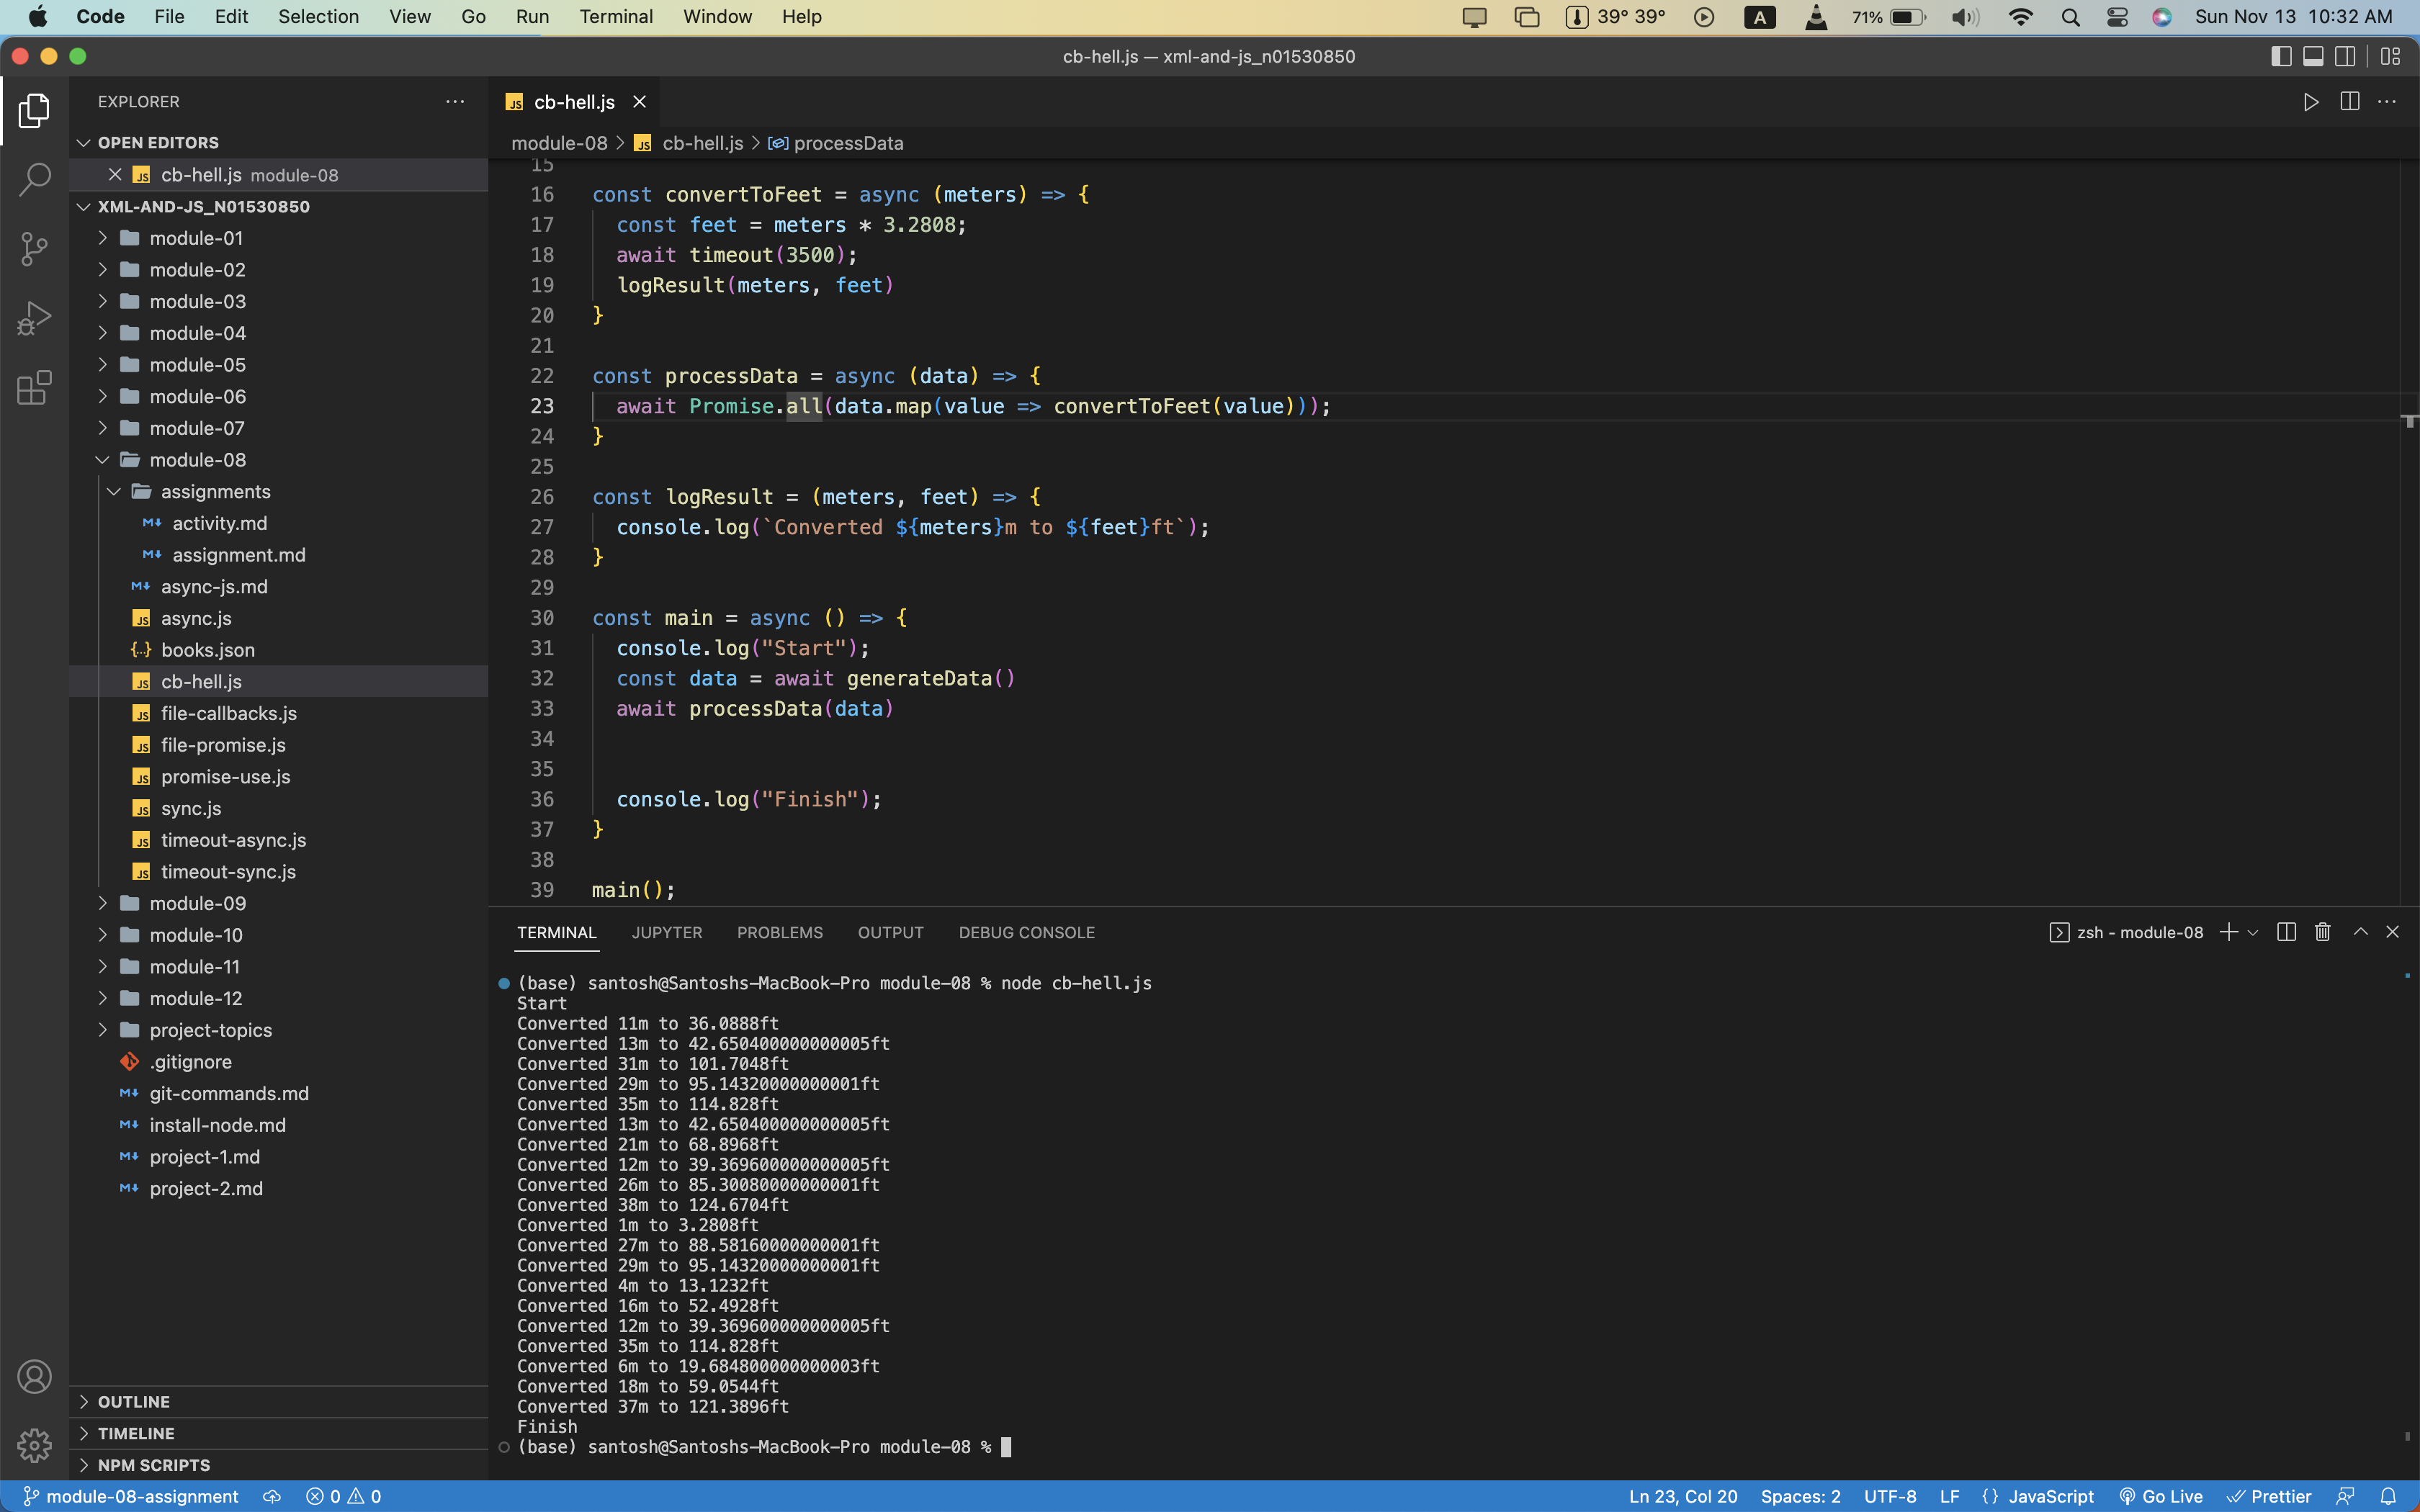 Code File Edit Selection View Go Run Terminal Window Help
39° 39° A 71% Sun Nov 13 10:32 AM
cb-hell.js — xml-and-js_n01530850
EXPLORER
OPEN EDITORS
cb-hell.js module-08
XML-AND-JS_N01530850
module-01
module-02
module-03
module-04
module-05
module-06
module-07
module-08
assignments
activity.md
assignment.md
async-js.md
async.js
books.json
cb-hell.js
file-callbacks.js
file-promise.js
promise-use.js
sync.js
timeout-async.js
timeout-sync.js
module-09
module-10
module-11
module-12
project-topics
.gitignore
git-commands.md
install-node.md
project-1.md
project-2.md
OUTLINE
TIMELINE
NPM SCRIPTS
cb-hell.js
module-08 > cb-hell.js > processData
15
16 const convertToFeet = async (meters) => {
17 const feet = meters * 3.2808;
18 await timeout(3500);
19 logResult(meters, feet)
20 }
21
22 const processData = async (data) => {
23 await Promise.all(data.map(value => convertToFeet(value)));
24 }
25
26 const logResult = (meters, feet) => {
27 console.log(`Converted ${meters}m to ${feet}ft`);
28 }
29
30 const main = async () => {
31 console.log("Start");
32 const data = await generateData()
33 await processData(data)
34
35
36 console.log("Finish");
37 }
38
39 main();
TERMINAL JUPYTER PROBLEMS OUTPUT DEBUG CONSOLE zsh - module-08
(base) santosh@Santoshs-MacBook-Pro module-08 % node cb-hell.js
Start
Converted 11m to 36.0888ft
Converted 13m to 42.650400000000005ft
Converted 31m to 101.7048ft
Converted 29m to 95.14320000000001ft
Converted 35m to 114.828ft
Converted 13m to 42.650400000000005ft
Converted 21m to 68.8968ft
Converted 12m to 39.369600000000005ft
Converted 26m to 85.30080000000001ft
Converted 38m to 124.6704ft
Converted 1m to 3.2808ft
Converted 27m to 88.58160000000001ft
Converted 29m to 95.14320000000001ft
Converted 4m to 13.1232ft
Converted 16m to 52.4928ft
Converted 12m to 39.369600000000005ft
Converted 35m to 114.828ft
Converted 6m to 19.684800000000003ft
Converted 18m to 59.0544ft
Converted 37m to 121.3896ft
Finish
(base) santosh@Santoshs-MacBook-Pro module-08 %
module-08-assignment 0 0 Ln 23, Col 20 Spaces: 2 UTF-8 LF {} JavaScript Go Live Prettier